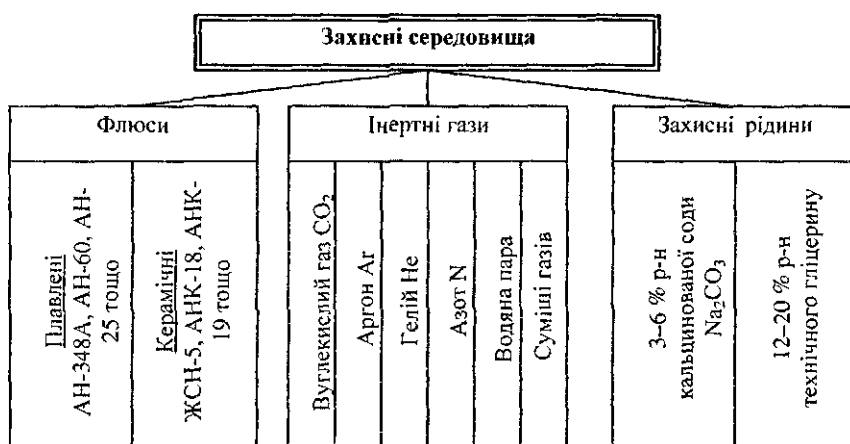 Захисні середовища
Флюси
Інертні гази
Захисні рідини
Плавлені
АН-348А, АН-60, АН-
25 тощо
Керамічні
ЖСН-5, АНК-18, АНК-
19 тощо
Вуглекислий газ CO₂
Аргон Ar
Гелій He
Азот N
Водяна пара
Суміші газів
3–6 % р-н
кальцинованої соди
Na₂CO₃
12–20 % р-н
технічного гліцерину